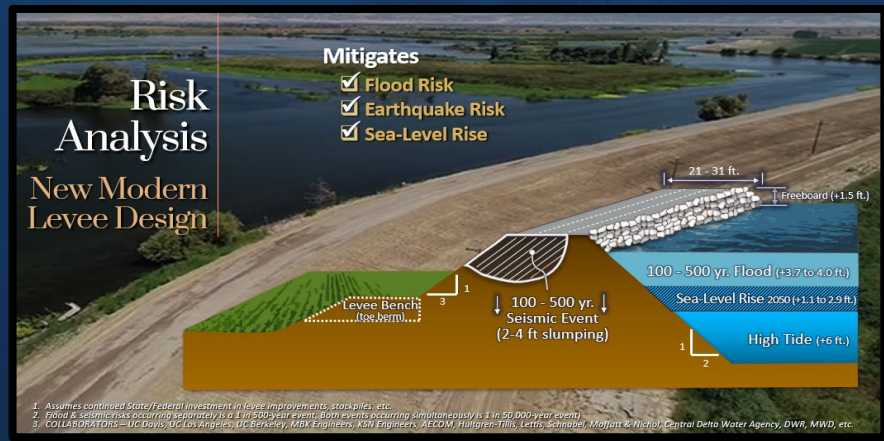 Risk
Analysis
New Modern
Levee Design
Mitigates
☑ Flood Risk
☑ Earthquake Risk
☑ Sea-Level Rise
21 - 31 ft.
Freeboard (+1.5 ft.)
100 - 500 yr. Flood (+3.7 to 4.0 ft.)
Sea-Level Rise 2050 (+1.1 to 2.9 ft.)
High Tide (+6 ft.)
1
3
Levee Bench
(toe berm)
100 - 500 yr.
Seismic Event
(2-4 ft slumping)
1
2
1. Assumes continued State/Federal investment in levee improvements, stockpiles. etc.
2. Flood & seismic risks occurring separately is a 1 in 500-year event, Both events occurring simultaneously is 1 in 50,000-year event)
3. COLLABORATORS – UC Davis, UC Los Angeles, UC Berkeley, MBK Engineers, KSN Engineers, AECOM, Hultgren-Tillis, Lettis, Schnabel, Moffatt & Nichol, Central Delta Water Agency, DWR, MWD, etc.